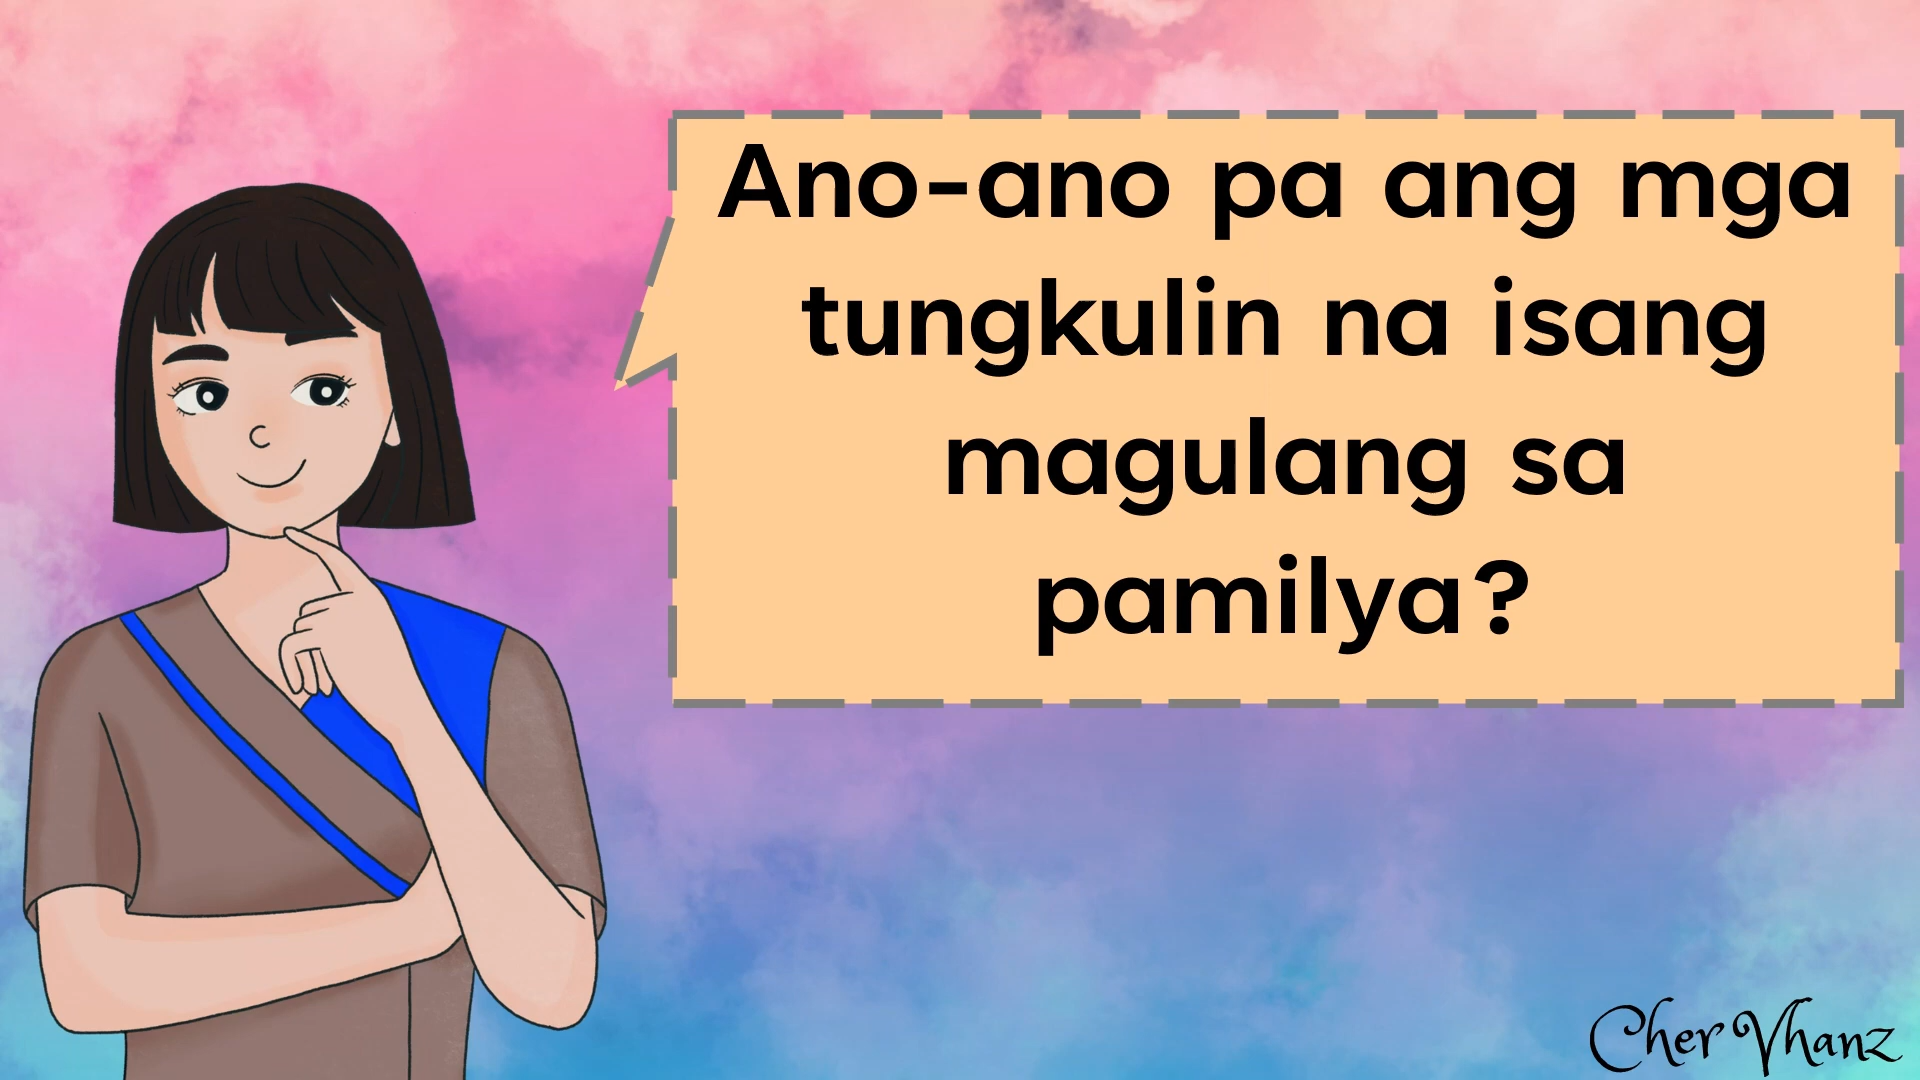 Ano-ano pa ang mga
tungkulin na isang
magulang sa
pamilya?
Cher Vhanz